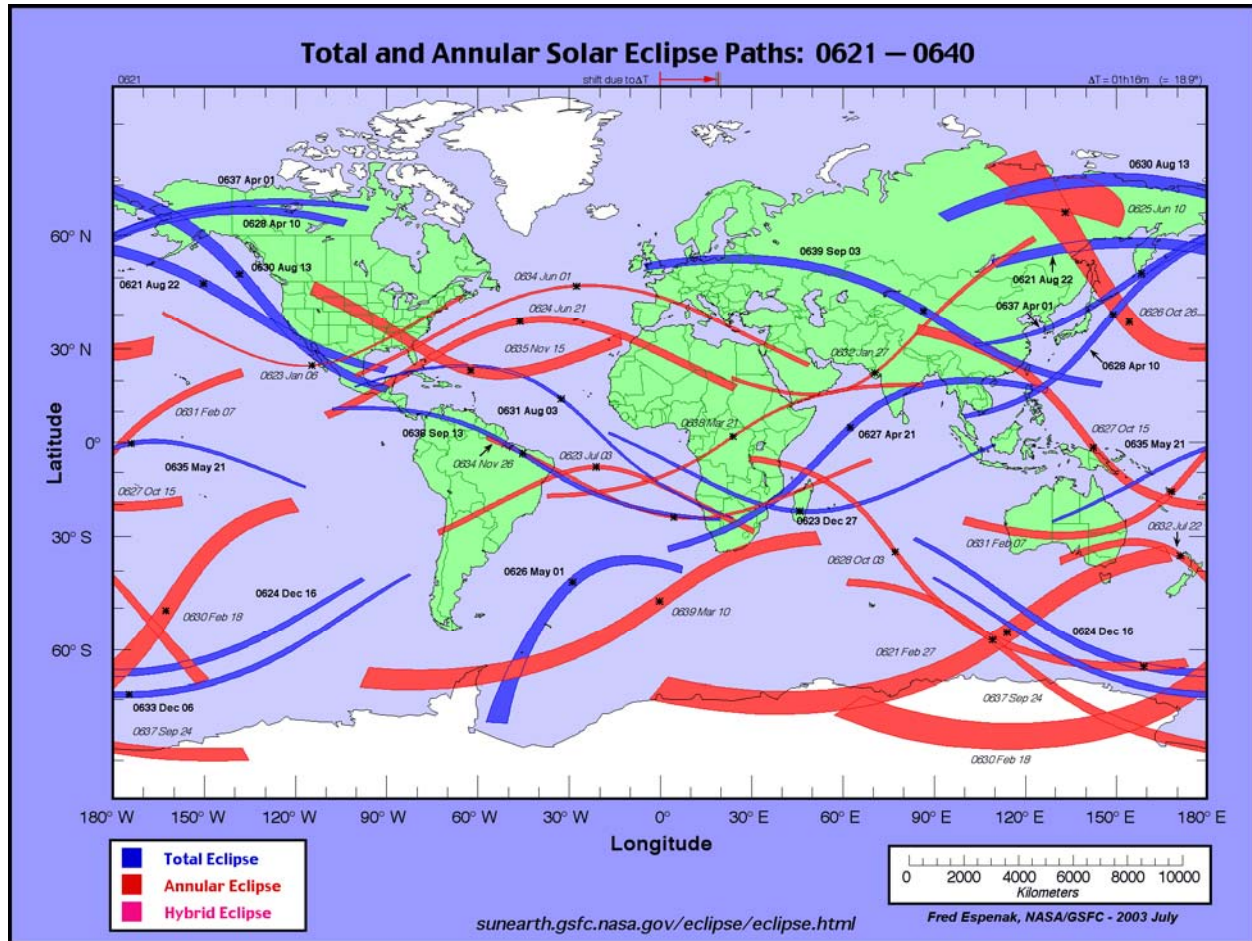 Total and Annular Solar Eclipse Paths: 0621 — 0640
0621
shift due to ΔT
ΔT = 01h16m (= 18.9°)
0637 Apr 01
0630 Aug 13
0628 Apr 10
0625 Jun 10
60° N
0630 Aug 13
0639 Sep 03
0621 Aug 22
0634 Jun 01
0621 Aug 22
0624 Jun 21
0637 Apr 01
0626 Oct 26
30° N
0635 Nov 15
0632 Jan 27
0628 Apr 10
0623 Jan 06
0631 Feb 07
0631 Aug 03
0638 Mar 21
0627 Apr 21
0627 Oct 15
0638 Sep 13
0635 May 21
0°
0634 Nov 26
0623 Jul 03
0635 May 21
0627 Oct 15
0623 Dec 27
0632 Jul 22
30° S
0631 Feb 07
0628 Oct 03
0626 May 01
0624 Dec 16
0630 Feb 18
0639 Mar 10
0624 Dec 16
60° S
0621 Feb 27
0633 Dec 06
0637 Sep 24
0637 Sep 24
0630 Feb 18
Latitude
180° W 150° W 120° W 90° W 60° W 30° W 0° 30° E 60° E 90° E 120° E 150° E 180° E
Longitude
Total Eclipse
Annular Eclipse
Hybrid Eclipse
0 2000 4000 6000 8000 10000
Kilometers
sunearth.gsfc.nasa.gov/eclipse/eclipse.html
Fred Espenak, NASA/GSFC - 2003 July